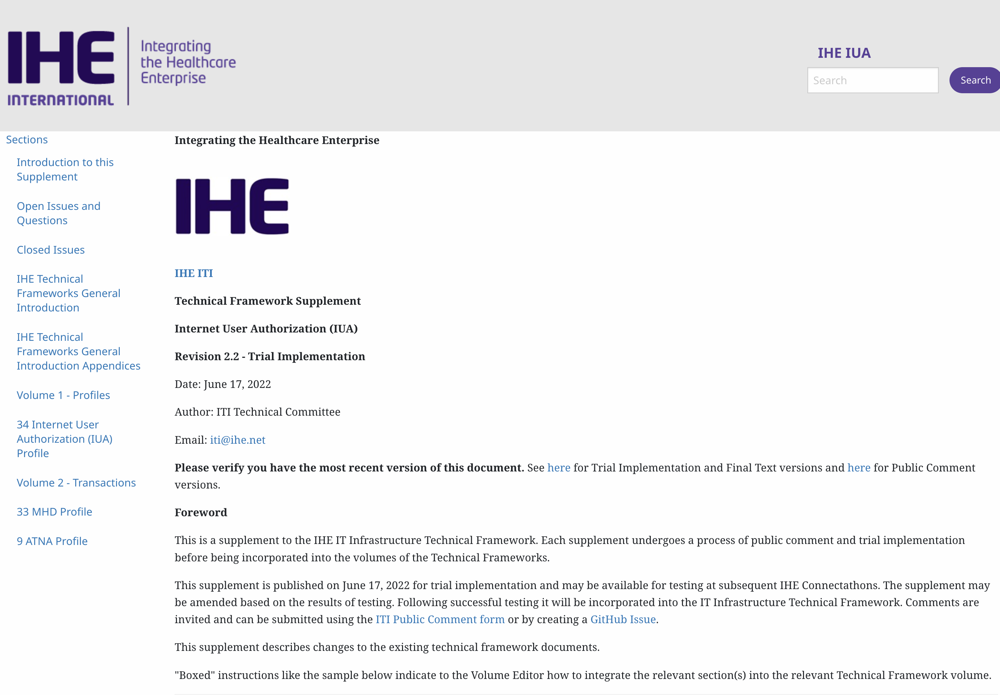 IHE
INTERNATIONAL
Integrating
the Healthcare
Enterprise
IHE IUA
Search
Search
Sections
Introduction to this
Supplement
Open Issues and
Questions
Closed Issues
IHE Technical
Frameworks General
Introduction
IHE Technical
Frameworks General
Introduction Appendices
Volume 1 - Profiles
34 Internet User
Authorization (IUA)
Profile
Volume 2 - Transactions
33 MHD Profile
9 ATNA Profile
Integrating the Healthcare Enterprise
IHE
IHE ITI
Technical Framework Supplement
Internet User Authorization (IUA)
Revision 2.2 - Trial Implementation
Date: June 17, 2022
Author: ITI Technical Committee
Email: iti@ihe.net
Please verify you have the most recent version of this document. See here for Trial Implementation and Final Text versions and here for Public Comment
versions.
Foreword
This is a supplement to the IHE IT Infrastructure Technical Framework. Each supplement undergoes a process of public comment and trial implementation
before being incorporated into the volumes of the Technical Frameworks.
This supplement is published on June 17, 2022 for trial implementation and may be available for testing at subsequent IHE Connectathons. The supplement may
be amended based on the results of testing. Following successful testing it will be incorporated into the IT Infrastructure Technical Framework. Comments are
invited and can be submitted using the ITI Public Comment form or by creating a GitHub Issue.
This supplement describes changes to the existing technical framework documents.
"Boxed" instructions like the sample below indicate to the Volume Editor how to integrate the relevant section(s) into the relevant Technical Framework volume.